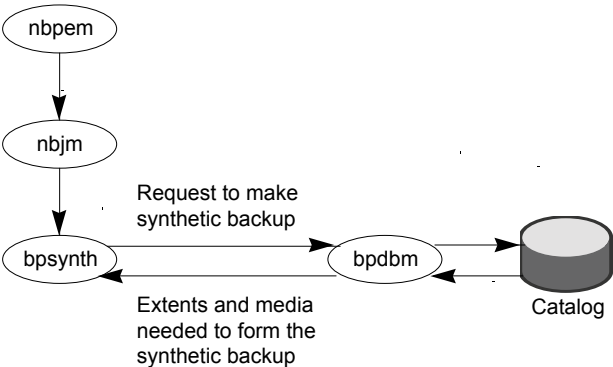 nbpem
nbjm
Request to make
synthetic backup
bpsynth
bpdbm
Catalog
Extents and media
needed to form the
synthetic backup